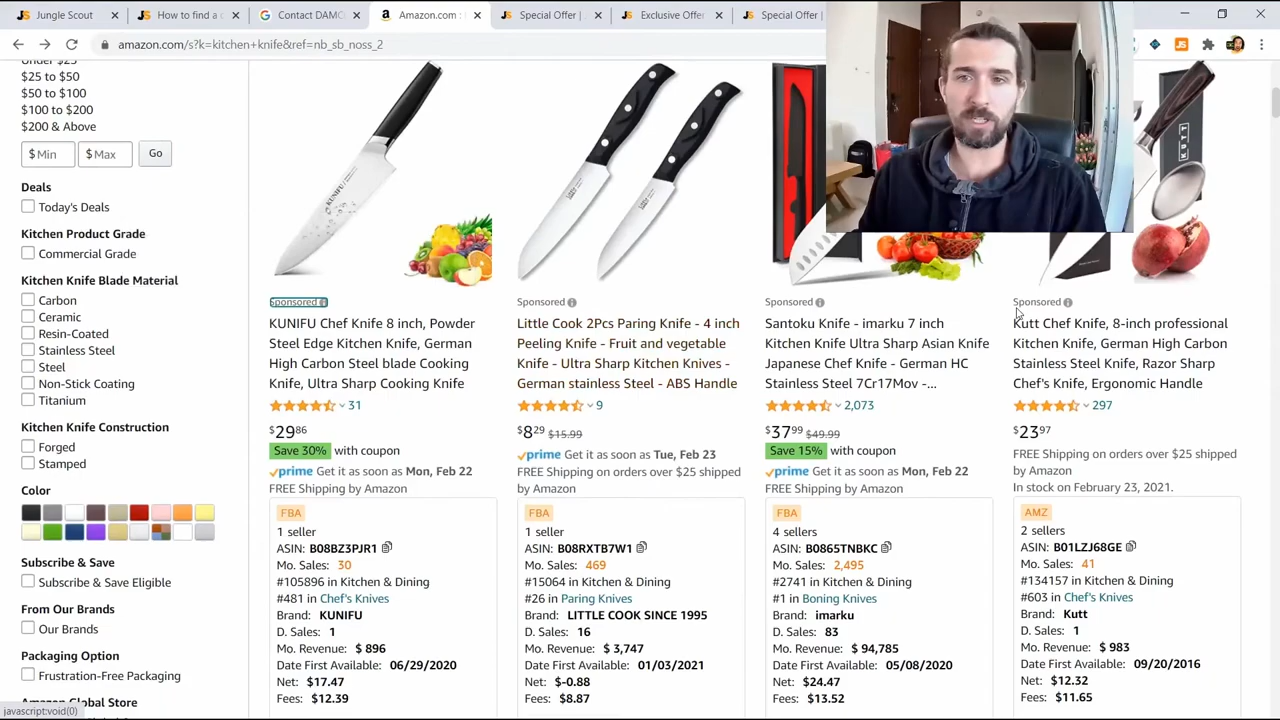 Jungle Scout
How to find a
Contact DAMC
Amazon.com :
Special Offer |
Exclusive Offer
Special Offer |
amazon.com/s?k=kitchen+knife&ref=nb_sb_noss_2
JS
Under $25
$25 to $50
$50 to $100
$100 to $200
$200 & Above
$ Min
$ Max
Go
Deals
Today's Deals
Kitchen Product Grade
Commercial Grade
Kitchen Knife Blade Material
Carbon
Ceramic
Resin-Coated
Stainless Steel
Steel
Non-Stick Coating
Titanium
Kitchen Knife Construction
Forged
Stamped
Color
Subscribe & Save
Subscribe & Save Eligible
From Our Brands
Our Brands
Packaging Option
Frustration-Free Packaging
Amazon Global Store
javascript:void(0)
KUNIFU
Sponsored
KUNIFU Chef Knife 8 inch, Powder
Steel Edge Kitchen Knife, German
High Carbon Steel blade Cooking
Knife, Ultra Sharp Cooking Knife
31
$29.86
Save 30% with coupon
prime Get it as soon as Mon, Feb 22
FREE Shipping by Amazon
FBA
1 seller
ASIN: B08BZ3PJR1
Mo. Sales: 30
#105896 in Kitchen & Dining
#481 in Chef's Knives
Brand: KUNIFU
D. Sales: 1
Mo. Revenue: $ 896
Date First Available: 06/29/2020
Net: $17.47
Fees: $12.39
Sponsored
Little Cook 2Pcs Paring Knife - 4 inch
Peeling Knife - Fruit and vegetable
Knife - Ultra Sharp Kitchen Knives -
German stainless Steel - ABS Handle
9
$8.29 $15.99
prime Get it as soon as Tue, Feb 23
FREE Shipping on orders over $25 shipped
by Amazon
FBA
1 seller
ASIN: B08RXTB7W1
Mo. Sales: 469
#15064 in Kitchen & Dining
#26 in Paring Knives
Brand: LITTLE COOK SINCE 1995
D. Sales: 16
Mo. Revenue: $ 3,747
Date First Available: 01/03/2021
Net: $-0.88
Fees: $8.87
Sponsored
Santoku Knife - imarku 7 inch
Kitchen Knife Ultra Sharp Asian Knife
Japanese Chef Knife - German HC
Stainless Steel 7Cr17Mov -...
2,073
$37.99 $49.99
Save 15% with coupon
prime Get it as soon as Mon, Feb 22
FREE Shipping by Amazon
FBA
4 sellers
ASIN: B0865TNBKC
Mo. Sales: 2,495
#2741 in Kitchen & Dining
#1 in Boning Knives
Brand: imarku
D. Sales: 83
Mo. Revenue: $ 94,785
Date First Available: 05/08/2020
Net: $24.47
Fees: $13.52
KUTT
Sponsored
Kutt Chef Knife, 8-inch professional
Kitchen Knife, German High Carbon
Stainless Steel Knife, Razor Sharp
Chef's Knife, Ergonomic Handle
297
$23.97
FREE Shipping on orders over $25 shipped
by Amazon
In stock on February 23, 2021.
AMZ
2 sellers
ASIN: B01LZJ68GE
Mo. Sales: 41
#134157 in Kitchen & Dining
#603 in Chef's Knives
Brand: Kutt
D. Sales: 1
Mo. Revenue: $ 983
Date First Available: 09/20/2016
Net: $12.32
Fees: $11.65